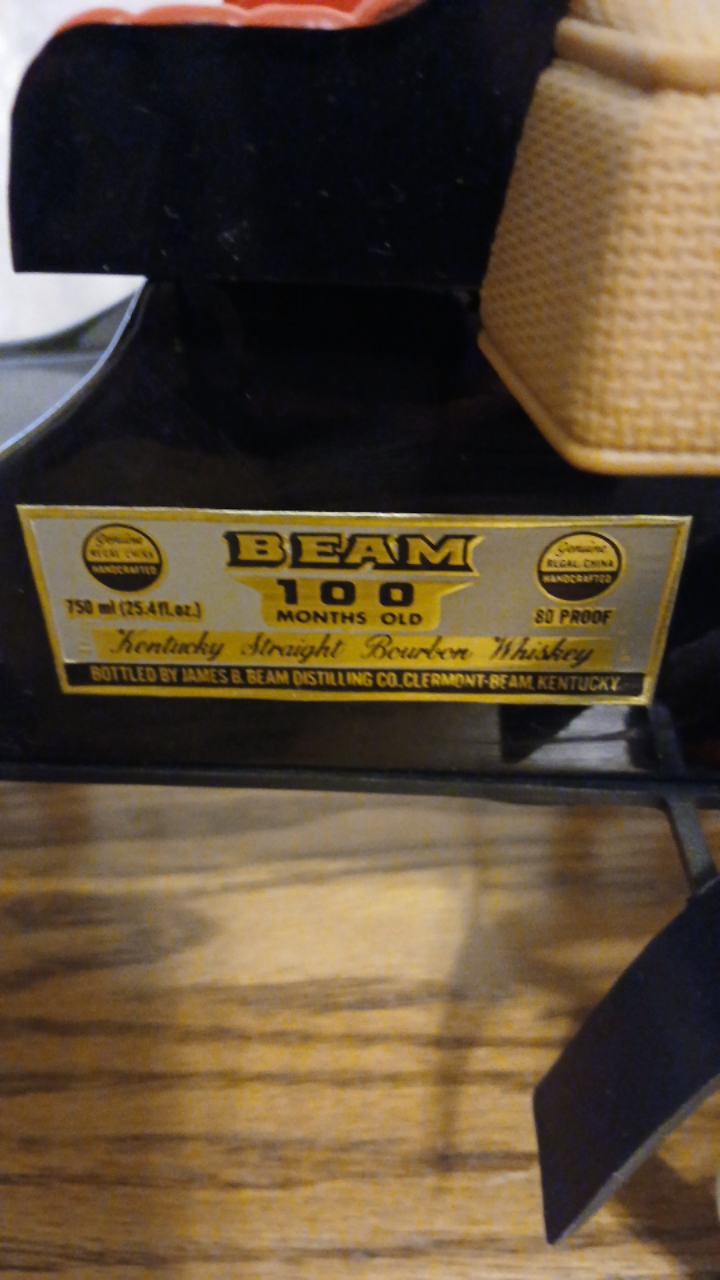 Genuine
REGAL CHINA
HANDCRAFTED
750 ml (25.4 fl. oz.)
BEAM
100
MONTHS OLD
Genuine
REGAL CHINA
HANDCRAFTED
80 PROOF
Kentucky Straight Bourbon Whiskey
BOTTLED BY JAMES B. BEAM DISTILLING CO. CLERMONT-BEAM, KENTUCKY